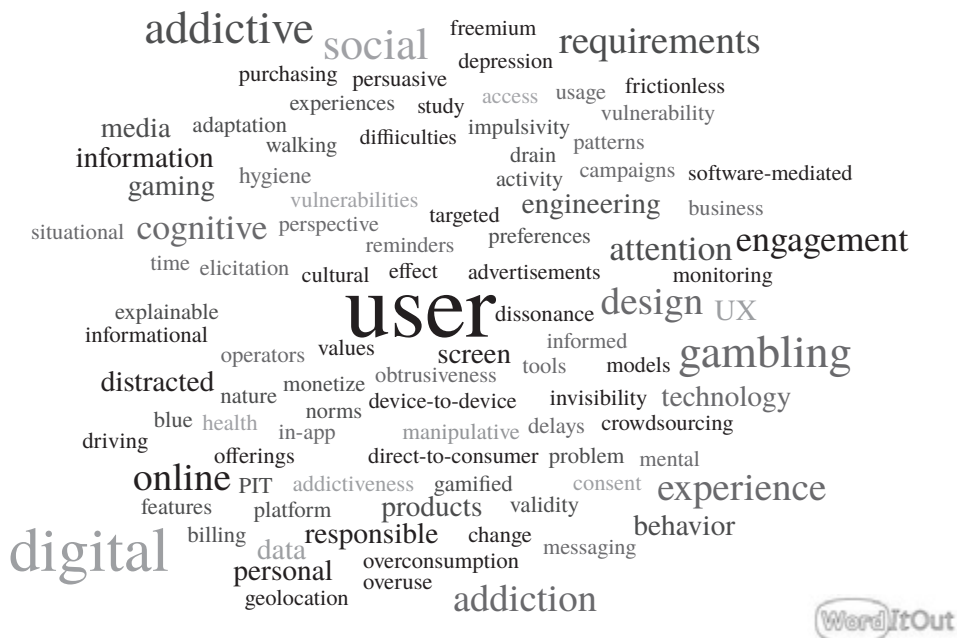 addictive social freemium requirements
depression
purchasing persuasive frictionless
experiences study access usage
vulnerability
media adaptation difficulties impulsivity
walking patterns
information drain
gaming hygiene activity campaigns software-mediated
vulnerabilities
targeted engineering business
situational cognitive perspective
reminders preferences attention engagement
time elicitation cultural effect advertisements monitoring
user
explainable dissonance design UX
informational
operators values screen informed
tools models gambling
distracted monetize obtrusiveness
nature device-to-device invisibility technology
norms
blue health in-app manipulative delays crowdsourcing
driving
offerings direct-to-consumer problem mental
online PIT addictiveness gamified consent experience
features platform products validity
behavior
digital billing responsible change
data messaging
personal overconsumption
overuse
geolocation addiction
WordItOut